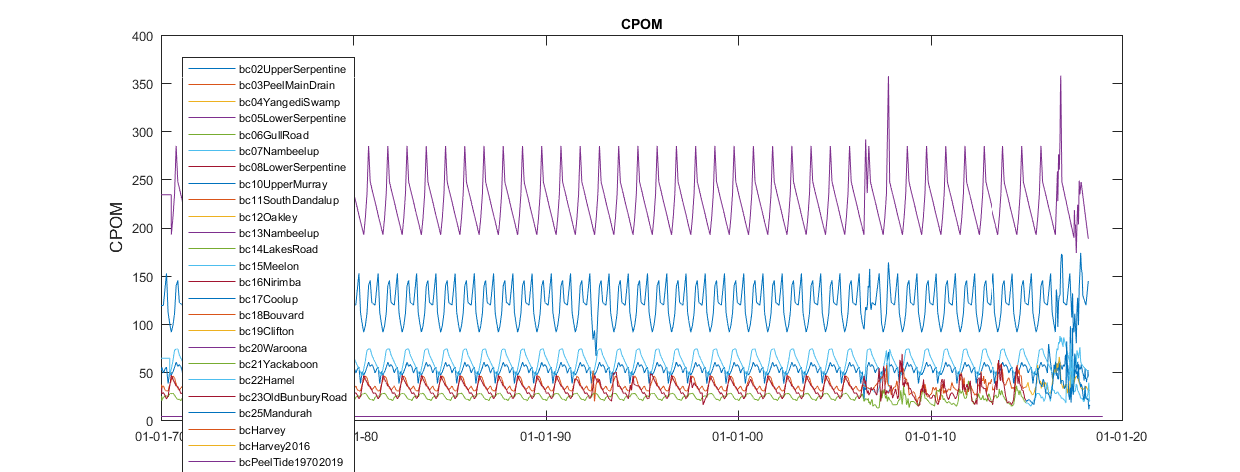 CPOM
400
350
300
250
200
150
100
50
0
CPOM
bc02UpperSerpentine
bc03PeelMainDrain
bc04YangediSwamp
bc05LowerSerpentine
bc06GullRoad
bc07Nambeelup
bc08LowerSerpentine
bc10UpperMurray
bc11SouthDandalup
bc12Oakley
bc13Nambeelup
bc14LakesRoad
bc15Meelon
bc16Nirimba
bc17Coolup
bc18Bouvard
bc19Clifton
bc20Waroona
bc21Yackaboon
bc22Hamel
bc23OldBunburyRoad
bc25Mandurah
bcHarvey
bcHarvey2016
bcPeelTide19702019
01-01-70
1-80
01-01-90
01-01-00
01-01-10
01-01-20